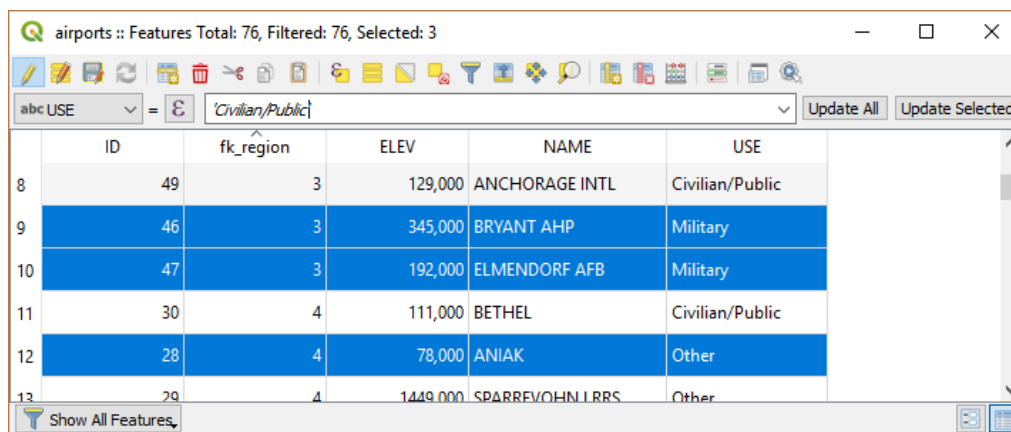 airports :: Features Total: 76, Filtered: 76, Selected: 3
abc USE = ε 'Civilian/Public' Update All Update Selected
ID fk_region ELEV NAME USE
8 49 3 129,000 ANCHORAGE INTL Civilian/Public
9 46 3 345,000 BRYANT AHP Military
10 47 3 192,000 ELMENDORF AFB Military
11 30 4 111,000 BETHEL Civilian/Public
12 28 4 78,000 ANIAK Other
13 29 4 1449,000 SPARREVOHN LRRS Other
Show All Features